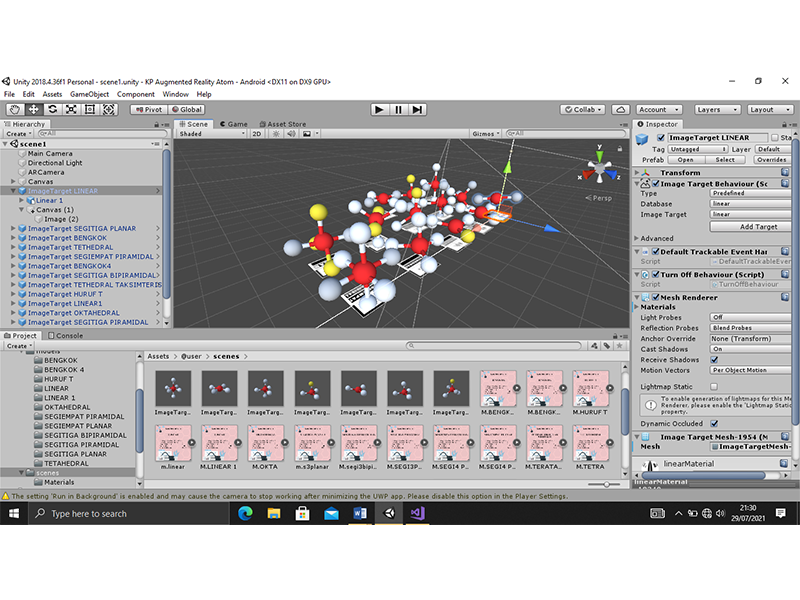 Unity 2018.4.36f1 Personal - scene1.unity - KP Augmented Reality Atom - Android <DX11 on DX9 GPU>
File Edit Assets GameObject Component Window Help
Pivot Global Collab Account Layers Layout
Hierarchy
Create All
scene1
Main Camera
Directional Light
ARCamera
Canvas
ImageTarget LINEAR
Linear 1
Canvas (1)
Image (2)
ImageTarget SEGITIGA PLANAR
ImageTarget BENGKOK
ImageTarget TETHEDRAL
ImageTarget SEGIEMPAT PIRAMIDAL
ImageTarget BENGKOK4
ImageTarget SEGITIGA BIPIRAMIDAL
ImageTarget TETHEDRAL TAKSIMTERIS
ImageTarget HURUF T
ImageTarget LINEAR1
ImageTarget OKTAHEDRAL
ImageTarget SEGITIGA PIRAMIDAL
Scene Game Asset Store
Shaded 2D Gizmos All
y
x
z
Persp
Inspector
ImageTarget LINEAR Sta
Tag Untagged Layer Default
Prefab Open Select Overrides
Transform
Image Target Behaviour (Sc
Type Predefined
Database linear
Image Target linear
Add Target
Advanced
Default Trackable Event Har
Script DefaultTrackableEver
Turn Off Behaviour (Script)
Script TurnOffBehaviour
Mesh Renderer
Materials
Light Probes Off
Reflection Probes Blend Probes
Anchor Override None (Transform)
Cast Shadows On
Receive Shadows
Motion Vectors Per Object Motion
Lightmap Static
To enable generation of lightmaps for this Me
Renderer, please enable the 'Lightmap Static'
property.
Dynamic Occluded
Image Target Mesh-1954 (M
Mesh ImageTargetMesh-
linearMaterial
linearMaterial
Project Console
Create
models
BENGKOK
BENGKOK 4
HURUF T
LINEAR
LINEAR 1
OKTAHEDRAL
SEGIEMPAT PIRAMIDAL
SEGIEMPAT PLANAR
SEGITIGA BIPIRAMIDAL
SEGITIGA PIRAMIDAL
SEGITIGA PLANAR
TETAHEDRAL
scenes
Materials
Assets > @user > scenes >
ImageTarg... ImageTarg... ImageTarg... ImageTarg... ImageTarg... ImageTarg... ImageTarg... M.BENGK... M.BENGK... M.HURUF T
m.linear M.LINEAR 1 M.OKTA m.s3planar M.segi3bipi... M.SEGI3P... M.SEGI4 P... M.SEGI4 P... M.TERATA... M.TETRA
The setting 'Run in Background' is enabled and may cause the camera to stop working after minimizing the UWP app. Please disable this option in the Player Settings.
Type here to search
21:30
29/07/2021